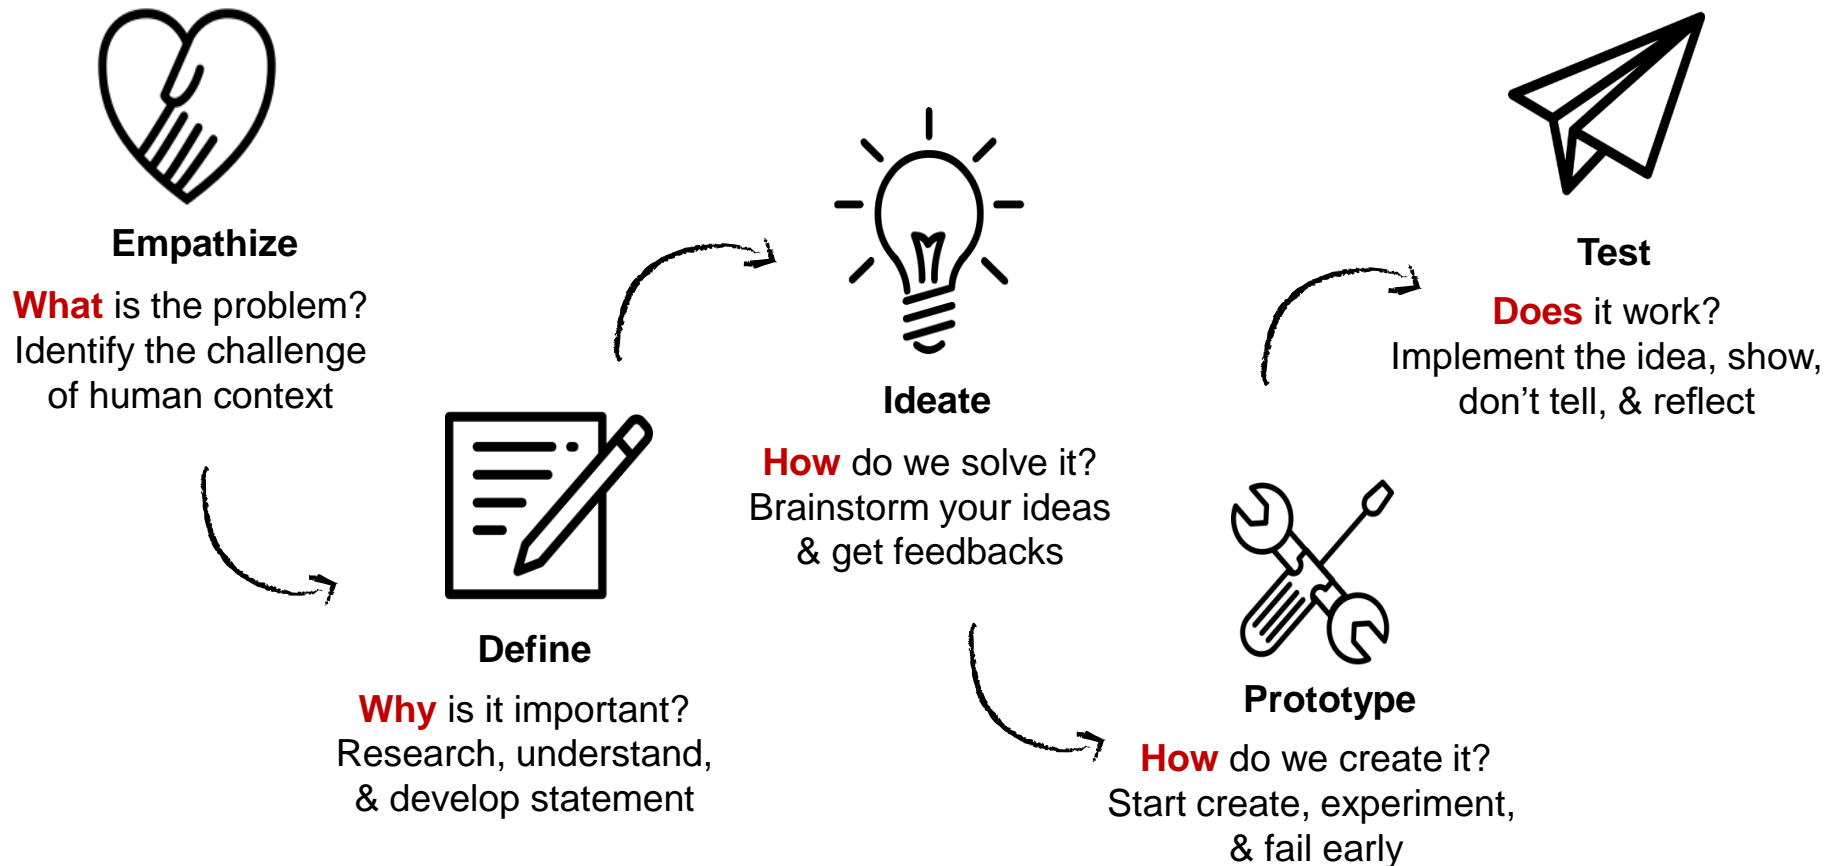 Empathize
What is the problem?
Identify the challenge
of human context
Define
Why is it important?
Research, understand,
& develop statement
Ideate
How do we solve it?
Brainstorm your ideas
& get feedbacks
Prototype
How do we create it?
Start create, experiment,
& fail early
Test
Does it work?
Implement the idea, show,
don’t tell, & reflect